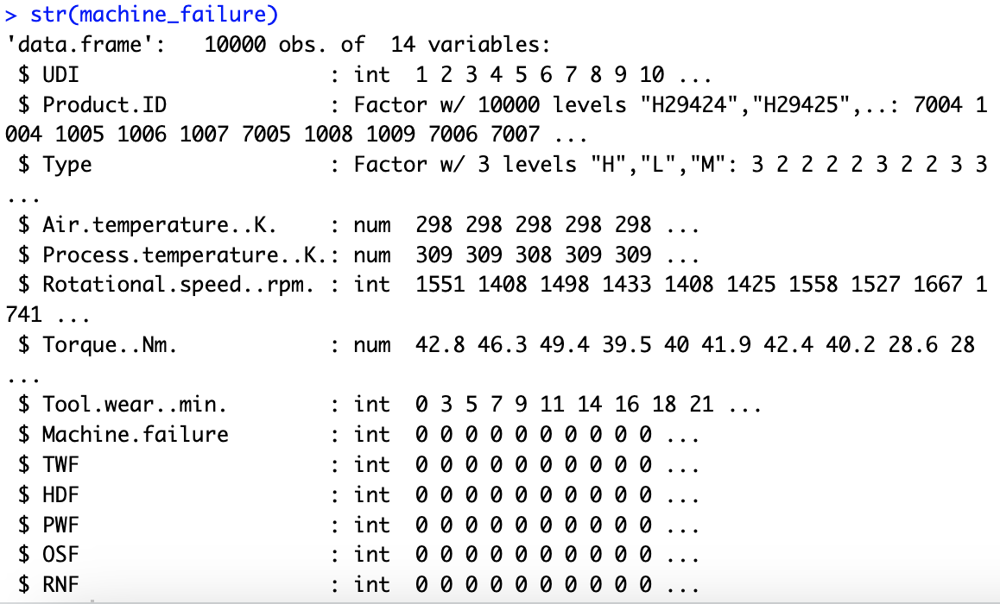 > str(machine_failure)
'data.frame':   10000 obs. of  14 variables:
 $ UDI                    : int  1 2 3 4 5 6 7 8 9 10 ...
 $ Product.ID             : Factor w/ 10000 levels "H29424","H29425",..: 7004 1
004 1005 1006 1007 7005 1008 1009 7006 7007 ...
 $ Type                   : Factor w/ 3 levels "H","L","M": 3 2 2 2 2 3 2 2 3 3
...
 $ Air.temperature..K.    : num  298 298 298 298 298 ...
 $ Process.temperature..K.: num  309 309 308 309 309 ...
 $ Rotational.speed..rpm. : int  1551 1408 1498 1433 1408 1425 1558 1527 1667 1
741 ...
 $ Torque..Nm.            : num  42.8 46.3 49.4 39.5 40 41.9 42.4 40.2 28.6 28
...
 $ Tool.wear..min.        : int  0 3 5 7 9 11 14 16 18 21 ...
 $ Machine.failure        : int  0 0 0 0 0 0 0 0 0 0 ...
 $ TWF                    : int  0 0 0 0 0 0 0 0 0 0 ...
 $ HDF                    : int  0 0 0 0 0 0 0 0 0 0 ...
 $ PWF                    : int  0 0 0 0 0 0 0 0 0 0 ...
 $ OSF                    : int  0 0 0 0 0 0 0 0 0 0 ...
 $ RNF                    : int  0 0 0 0 0 0 0 0 0 0 ...